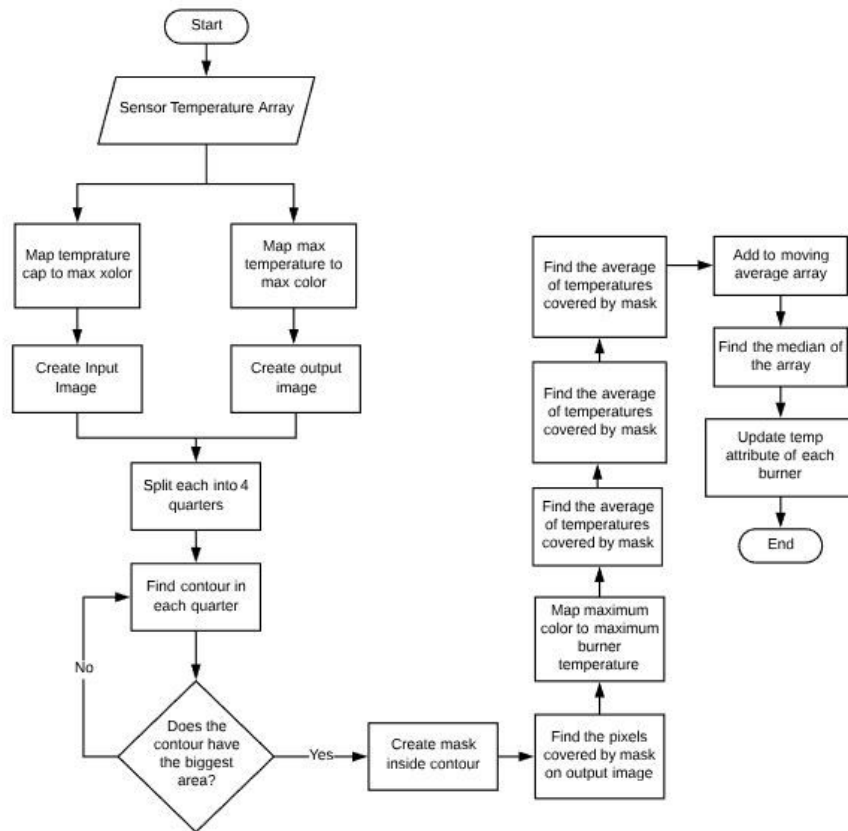 Start
Sensor Temperature Array
Map temprature
cap to max xolor
Map max
temperature to
max color
Create Input
Image
Create output
image
Split each into 4
quarters
Find contour in
each quarter
No
Does the
contour have
the biggest
area?
Yes
Create mask
inside contour
Find the pixels
covered by mask
on output image
Map maximum
color to maximum
burner
temperature
Find the average
of temperatures
covered by mask
Find the average
of temperatures
covered by mask
Find the average
of temperatures
covered by mask
Add to moving
average array
Find the median of
the array
Update temp
attribute of each
burner
End